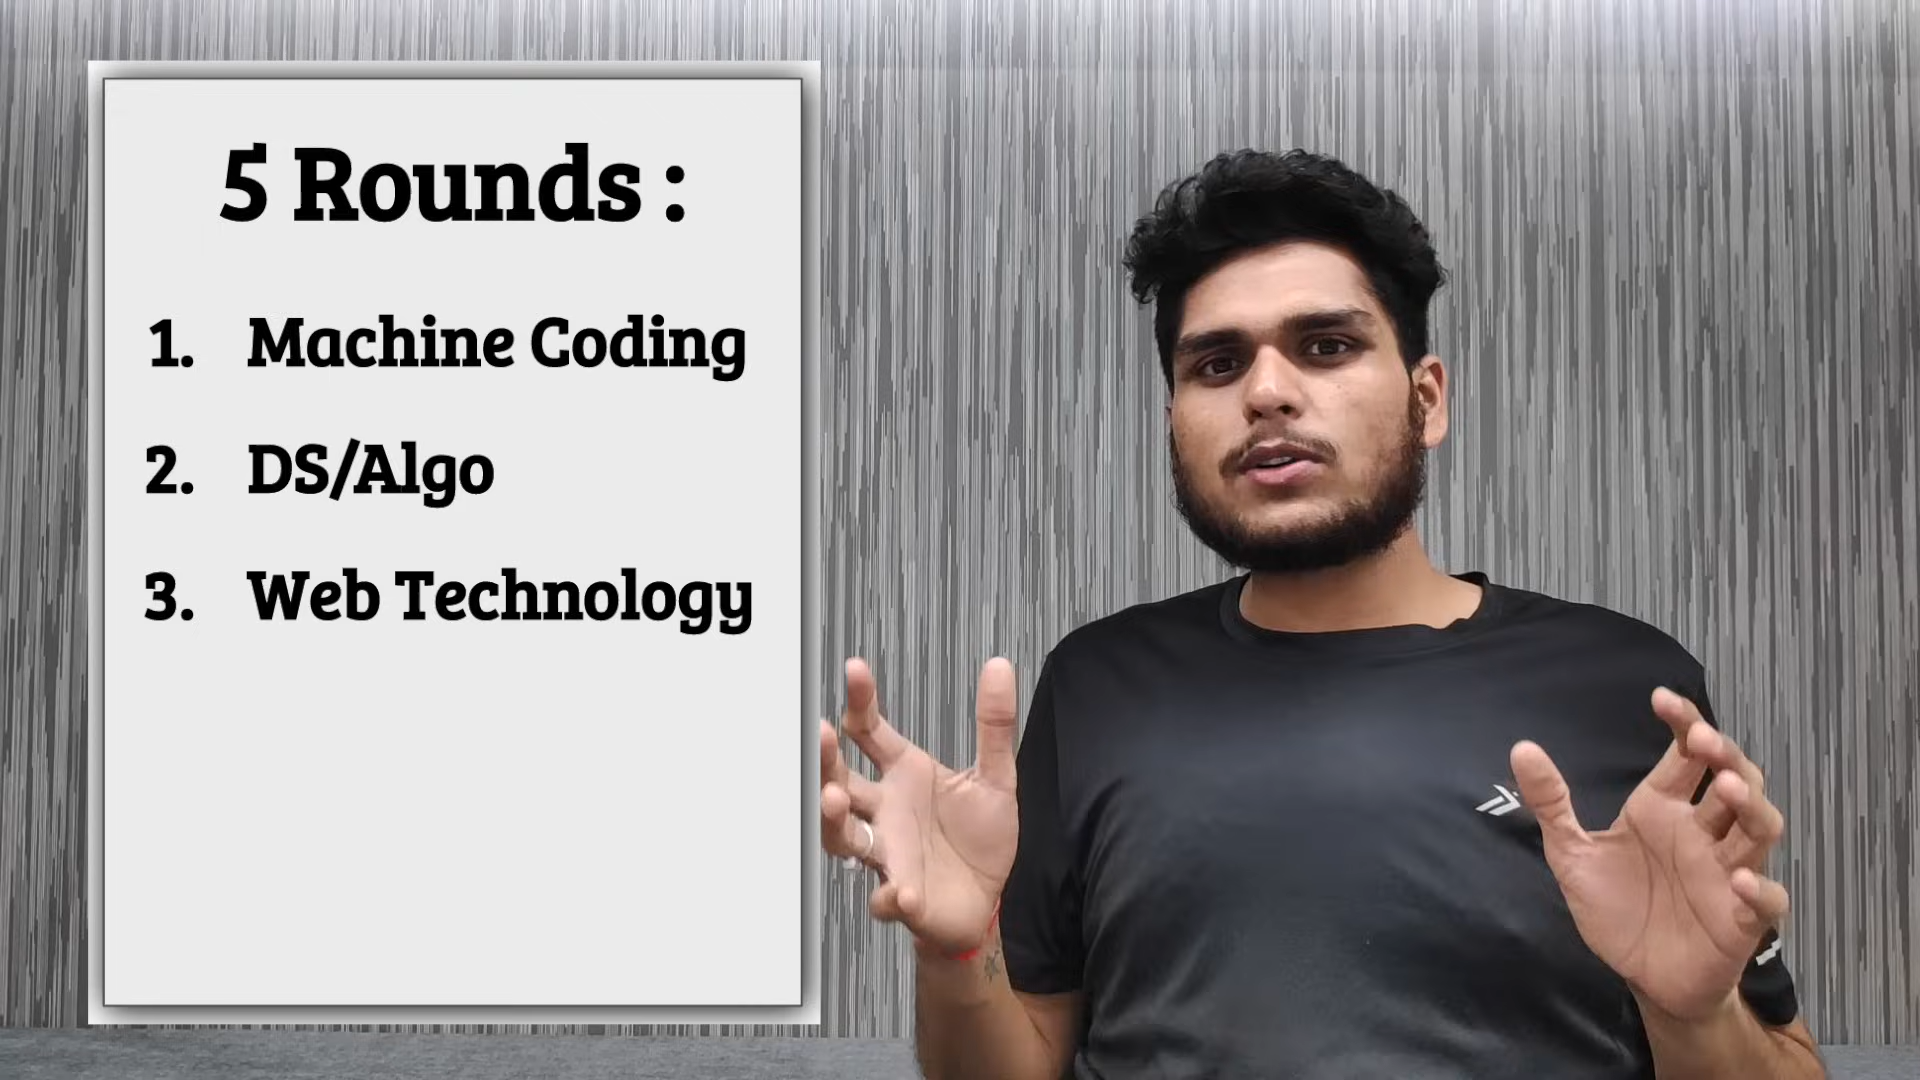 5 Rounds :
1. Machine Coding
2. DS/Algo
3. Web Technology